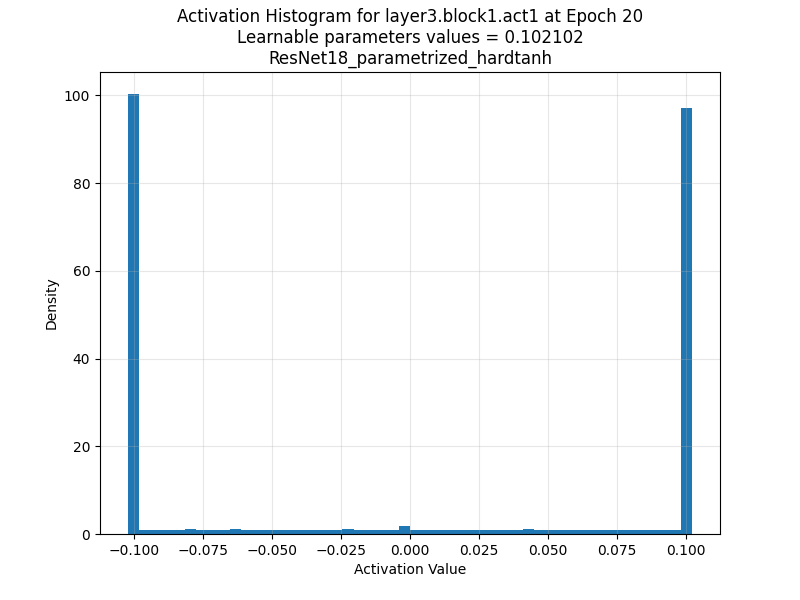 Activation Histogram for layer3.block1.act1 at Epoch 20
Learnable parameters values = 0.102102
ResNet18_parametrized_hardtanh
100
80
60
40
20
0
Density
−0.100 −0.075 −0.050 −0.025 0.000 0.025 0.050 0.075 0.100
Activation Value